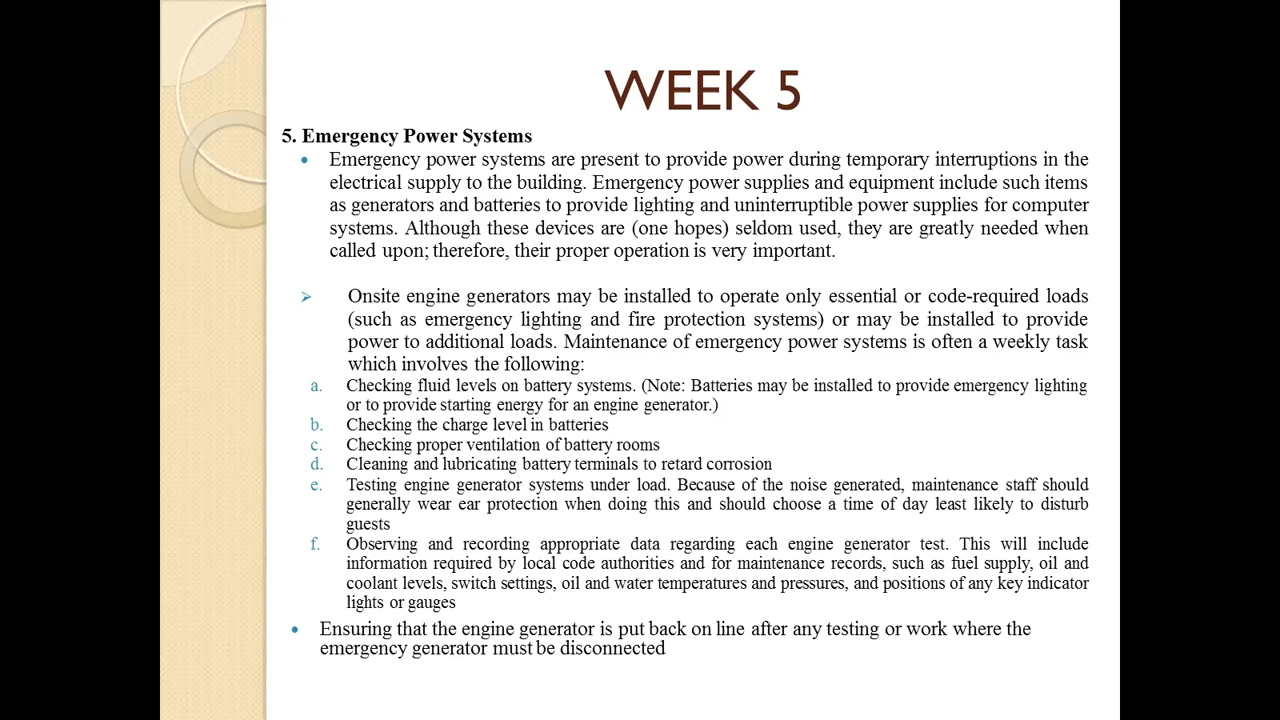 WEEK 5
5. Emergency Power Systems
• Emergency power systems are present to provide power during temporary interruptions in the
electrical supply to the building. Emergency power supplies and equipment include such items
as generators and batteries to provide lighting and uninterruptible power supplies for computer
systems. Although these devices are (one hopes) seldom used, they are greatly needed when
called upon; therefore, their proper operation is very important.
➢ Onsite engine generators may be installed to operate only essential or code-required loads
(such as emergency lighting and fire protection systems) or may be installed to provide
power to additional loads. Maintenance of emergency power systems is often a weekly task
which involves the following:
a. Checking fluid levels on battery systems. (Note: Batteries may be installed to provide emergency lighting
or to provide starting energy for an engine generator.)
b. Checking the charge level in batteries
c. Checking proper ventilation of battery rooms
d. Cleaning and lubricating battery terminals to retard corrosion
e. Testing engine generator systems under load. Because of the noise generated, maintenance staff should
generally wear ear protection when doing this and should choose a time of day least likely to disturb
guests
f. Observing and recording appropriate data regarding each engine generator test. This will include
information required by local code authorities and for maintenance records, such as fuel supply, oil and
coolant levels, switch settings, oil and water temperatures and pressures, and positions of any key indicator
lights or gauges
• Ensuring that the engine generator is put back on line after any testing or work where the
emergency generator must be disconnected